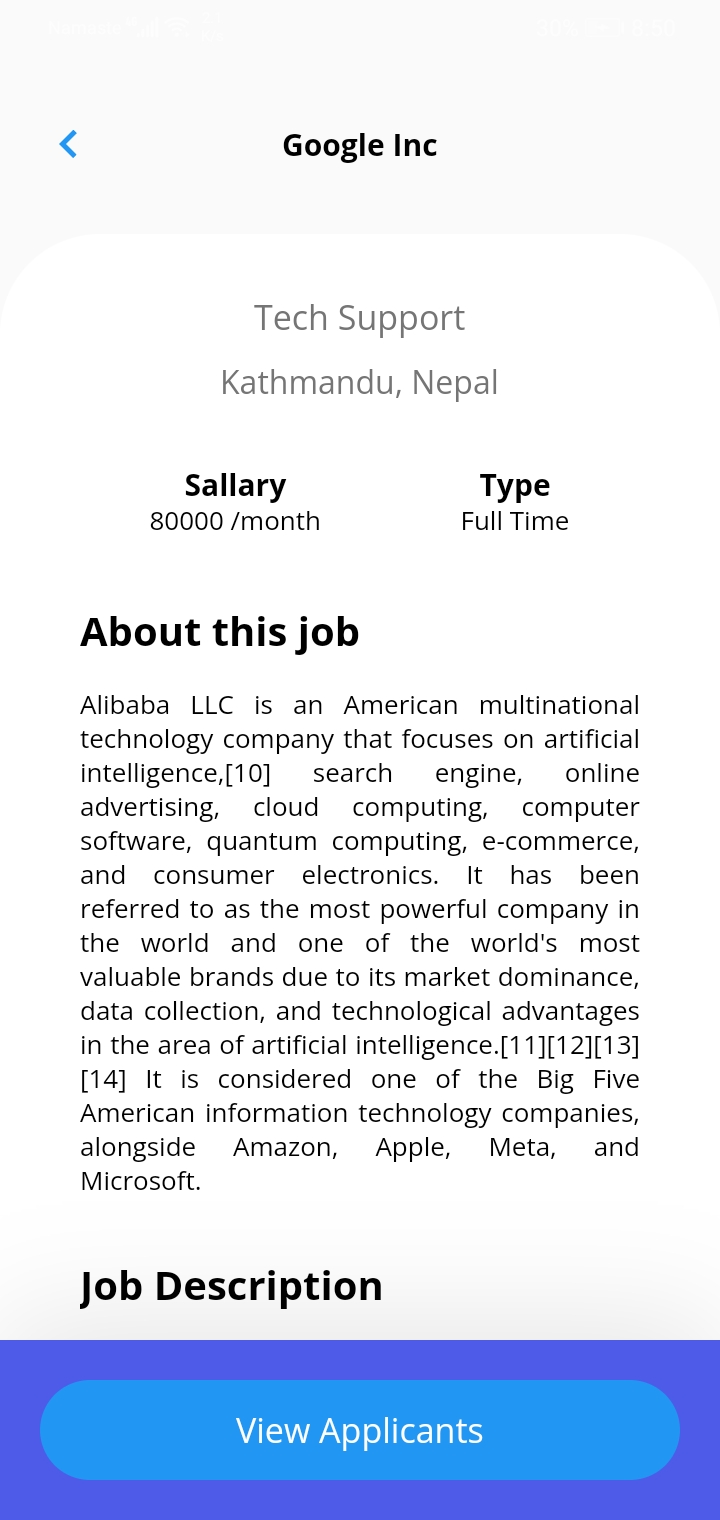 Google Inc
Tech Support
Kathmandu, Nepal
Sallary Type
80000 /month Full Time
About this job
Alibaba LLC is an American multinational
technology company that focuses on artificial
intelligence,[10] search engine, online
advertising, cloud computing, computer
software, quantum computing, e-commerce,
and consumer electronics. It has been
referred to as the most powerful company in
the world and one of the world's most
valuable brands due to its market dominance,
data collection, and technological advantages
in the area of artificial intelligence.[11][12][13]
[14] It is considered one of the Big Five
American information technology companies,
alongside Amazon, Apple, Meta, and
Microsoft.
Job Description
View Applicants